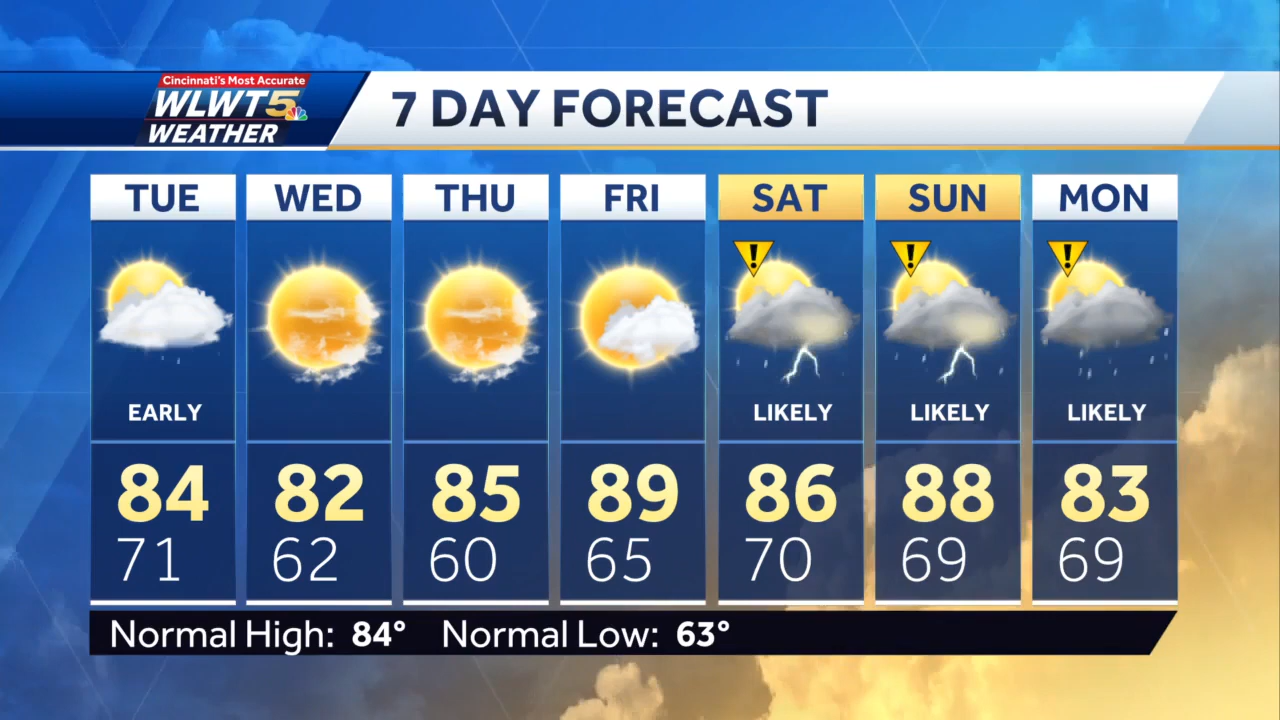 Cincinnati's Most Accurate
WLWT5
WEATHER
7 DAY FORECAST
TUE WED THU FRI SAT SUN MON
! ! !
EARLY LIKELY LIKELY LIKELY
84 82 85 89 86 88 83
71 62 60 65 70 69 69
Normal High: 84° Normal Low: 63°